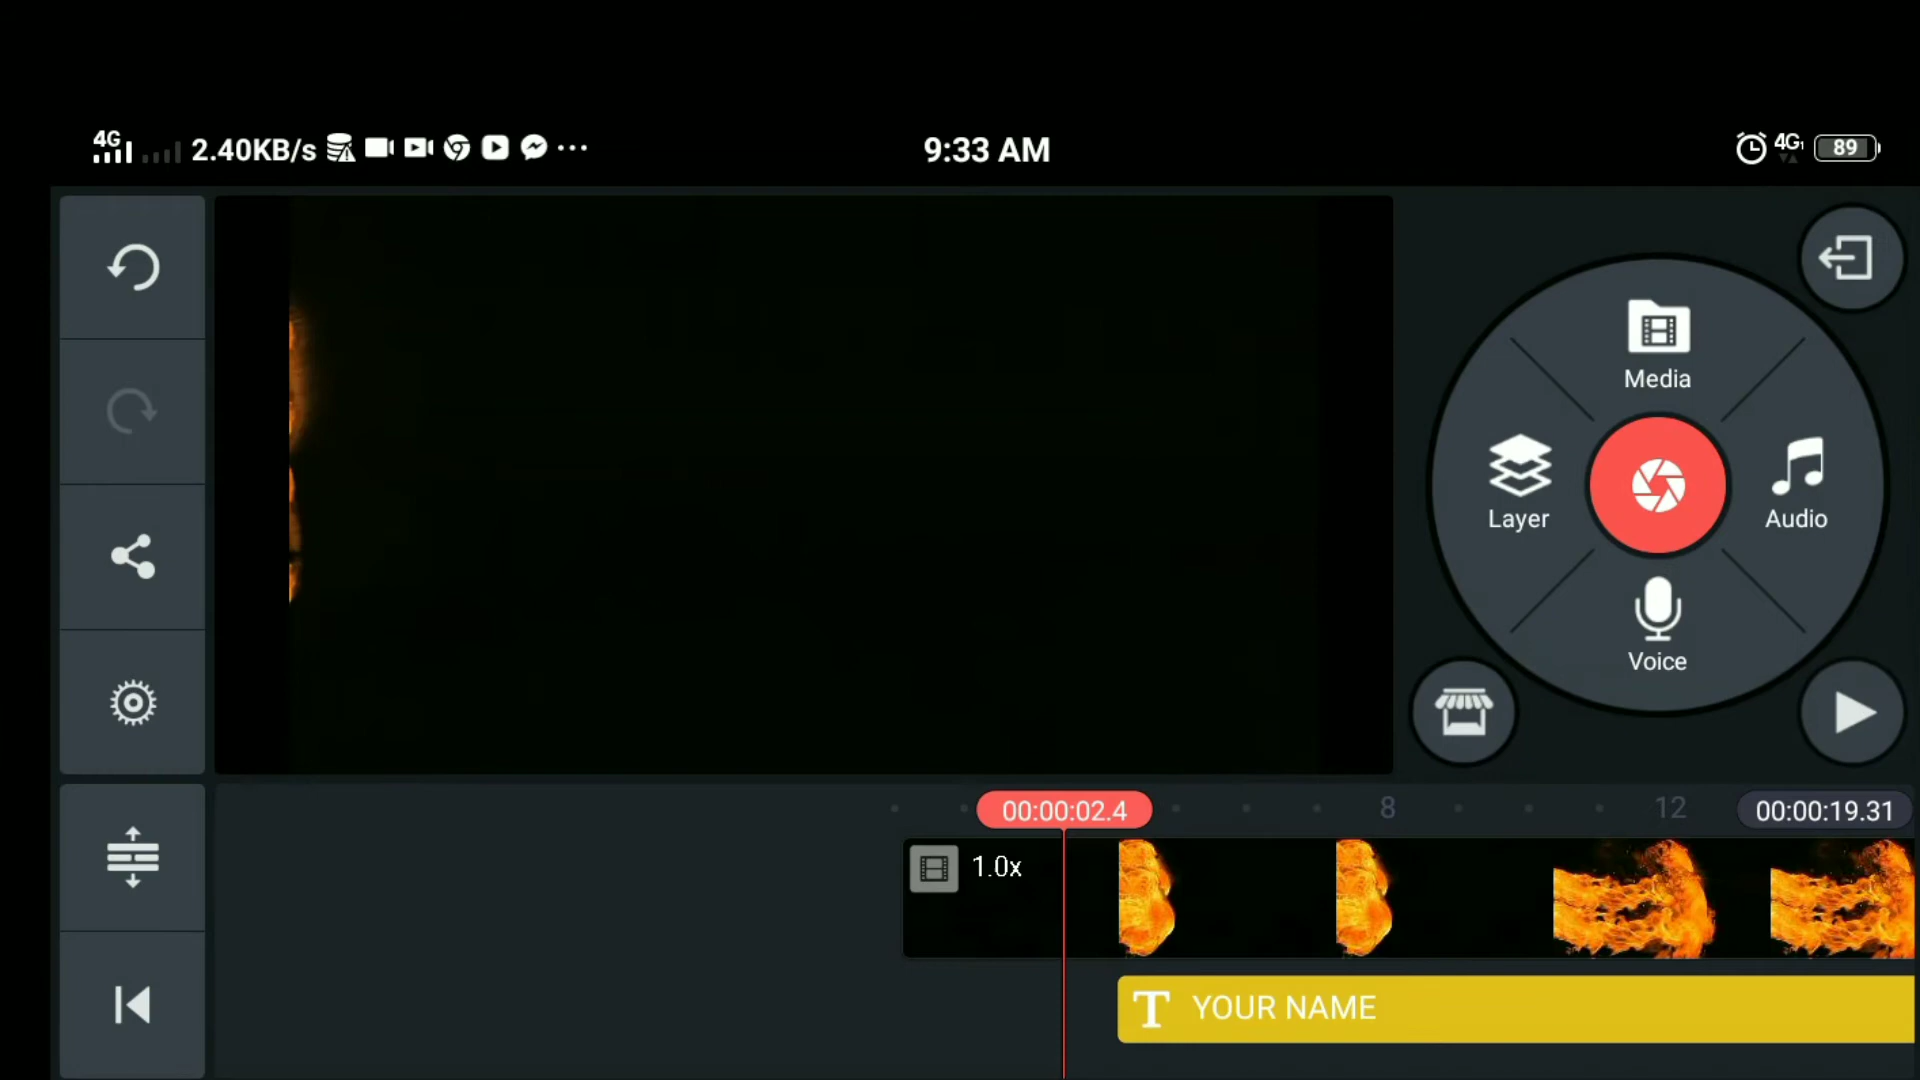 4G 2.40KB/s 9:33 AM 4G 89
Media
Layer
Audio
Voice
00:00:02.4 8 12 00:00:19.31
1.0x
T YOUR NAME